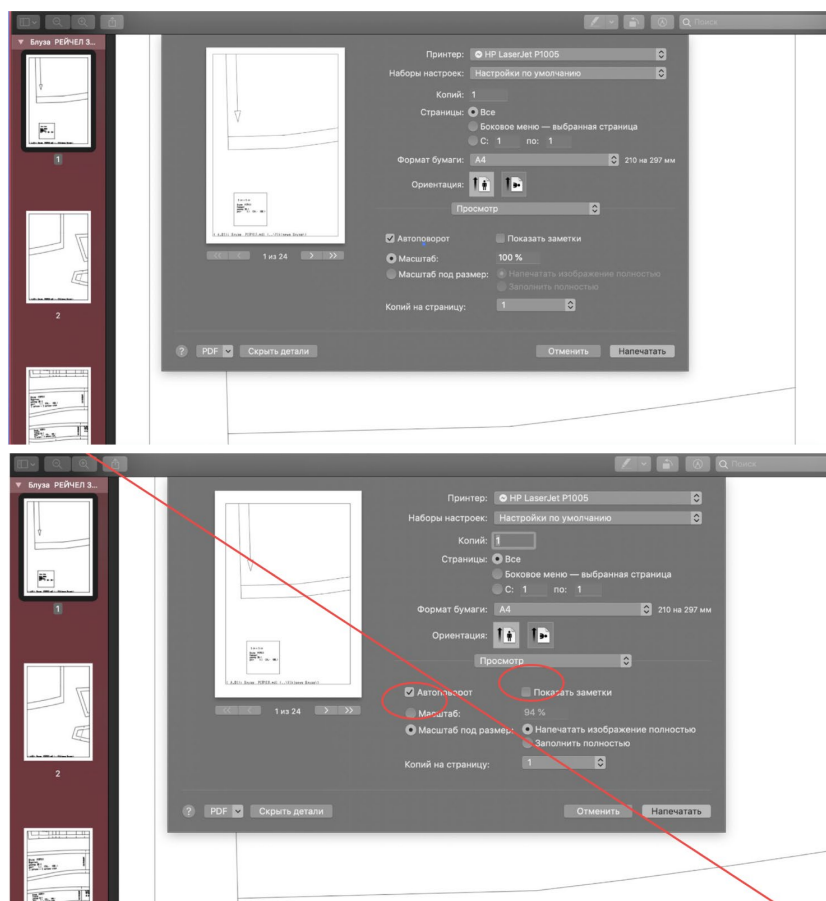 Поиск
Блуза РЕЙЧЕЛ З...
1
2
Принтер: HP LaserJet P1005
Наборы настроек: Настройки по умолчанию
Копий: 1
Страницы: Все
Боковое меню — выбранная страница
С: 1 по: 1
Формат бумаги: A4 210 на 297 мм
Ориентация:
Просмотр
Автоповорот Показать заметки
Масштаб: 100 %
Масштаб под размер: Напечатать изображение полностью
Заполнить полностью
Копий на страницу: 1
1 из 24
? PDF Скрыть детали Отменить Напечатать
Поиск
Блуза РЕЙЧЕЛ З...
1
2
Принтер: HP LaserJet P1005
Наборы настроек: Настройки по умолчанию
Копий: 1
Страницы: Все
Боковое меню — выбранная страница
С: 1 по: 1
Формат бумаги: A4 210 на 297 мм
Ориентация:
Просмотр
Автоповорот Показать заметки
Масштаб: 94 %
Масштаб под размер: Напечатать изображение полностью
Заполнить полностью
Копий на страницу: 1
1 из 24
? PDF Скрыть детали Отменить Напечатать